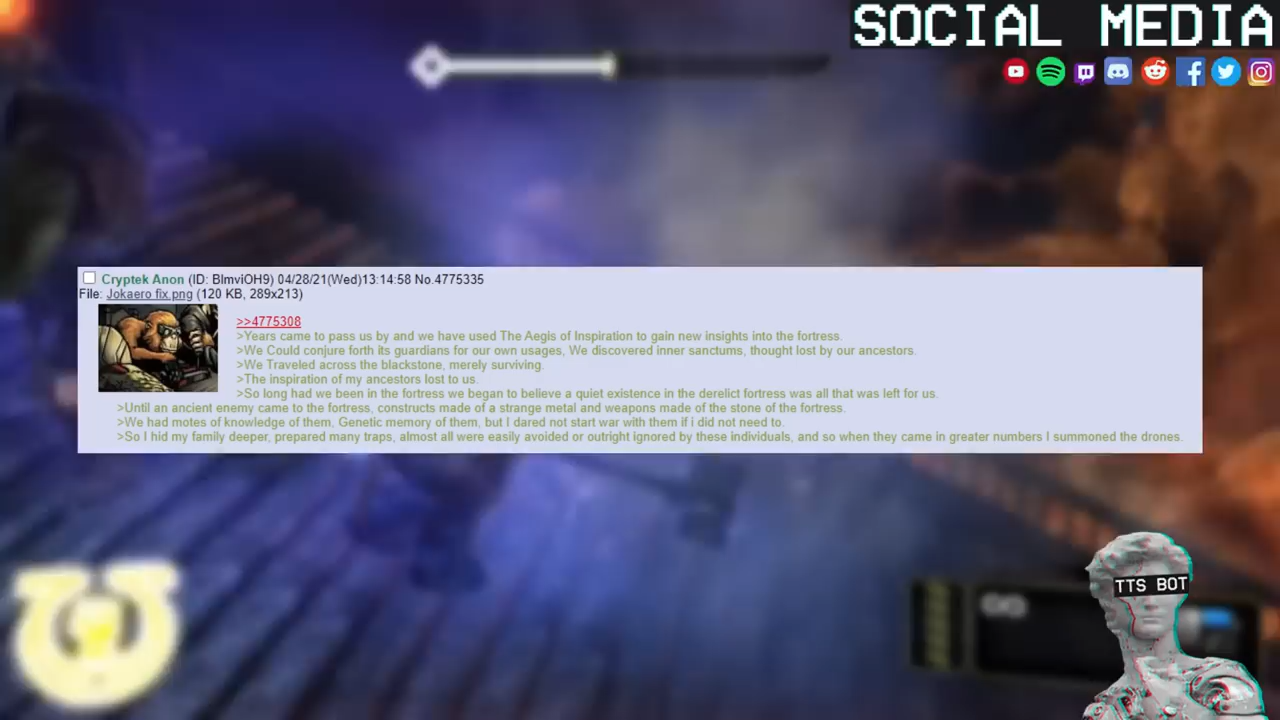 SOCIAL MEDIA
Cryptek Anon (ID: BlmviOH9) 04/28/21(Wed)13:14:58 No.4775335
File: Jokaero fix.png (120 KB, 289x213)
>>4775308
>Years came to pass us by and we have used The Aegis of Inspiration to gain new insights into the fortress.
>We Could conjure forth its guardians for our own usages, We discovered inner sanctums, thought lost by our ancestors.
>We Traveled across the blackstone, merely surviving.
>The inspiration of my ancestors lost to us.
>So long had we been in the fortress we began to believe a quiet existence in the derelict fortress was all that was left for us.
>Until an ancient enemy came to the fortress, constructs made of a strange metal and weapons made of the stone of the fortress.
>We had motes of knowledge of them, Genetic memory of them, but I dared not start war with them if i did not need to.
>So I hid my family deeper, prepared many traps, almost all were easily avoided or outright ignored by these individuals, and so when they came in greater numbers I summoned the drones.
TTS BOT